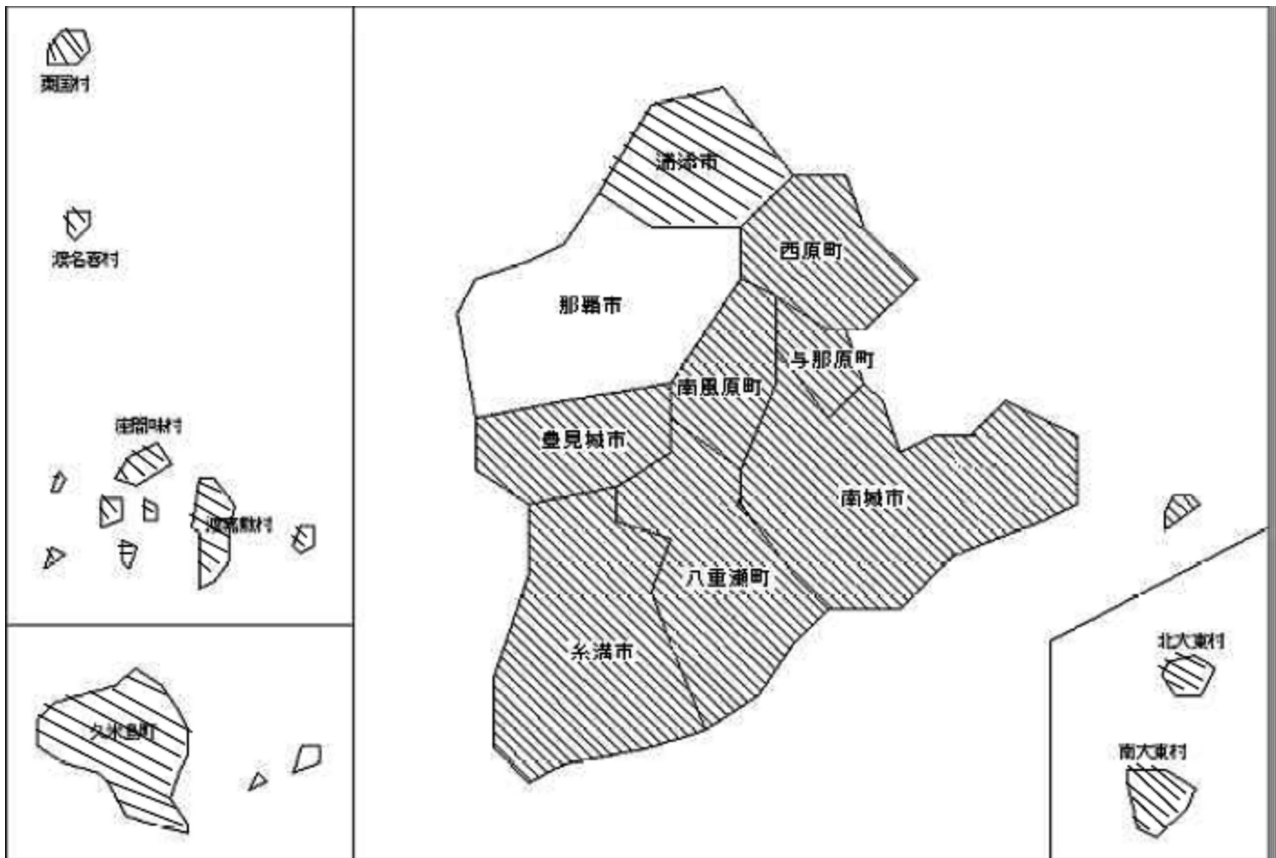 粟国村
渡名喜村
座間味村
渡嘉敷村
久米島町
浦添市
西原町
那覇市
与那原町
南風原町
豊見城市
南城市
八重瀬町
糸満市
北大東村
南大東村